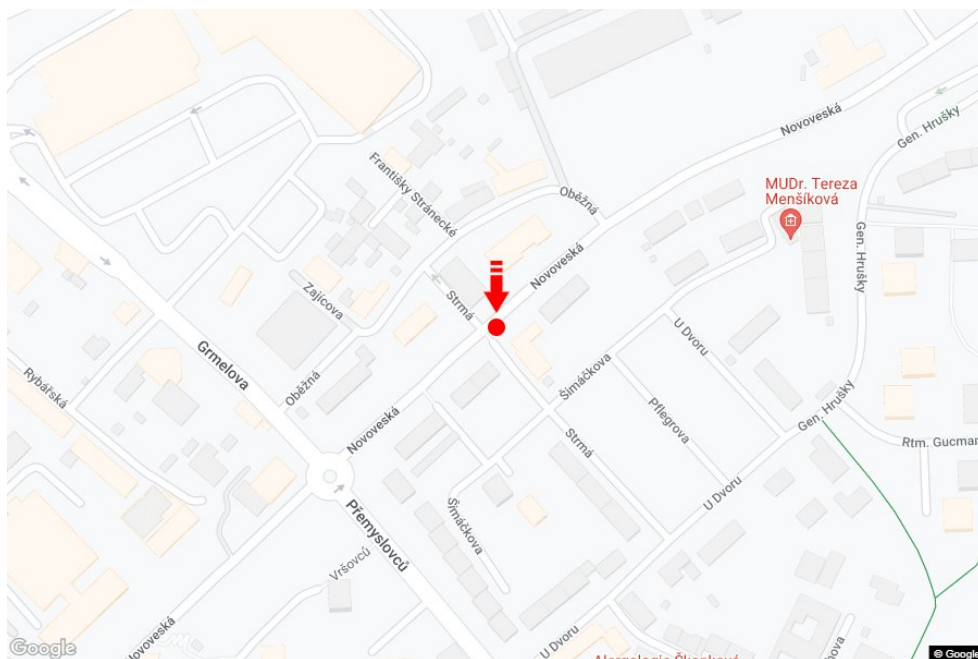 Novoveská
Gen. Hrušky
Františky Stránecké
MUDr. Tereza
Menšíková
Oběžná
Gen. Hrušky
Novoveská
Zajícova
Strmá
U Dvoru
Grmelova
Šimáčkova
Rybářská
Oběžná
Pflegrova
Gen. Hrušky
Novoveská
Strmá
Rtm. Gucman
U Dvoru
Přemyslovců
Šimáčkova
Vršovců
Novoveská
U Dvoru
Google
© Google